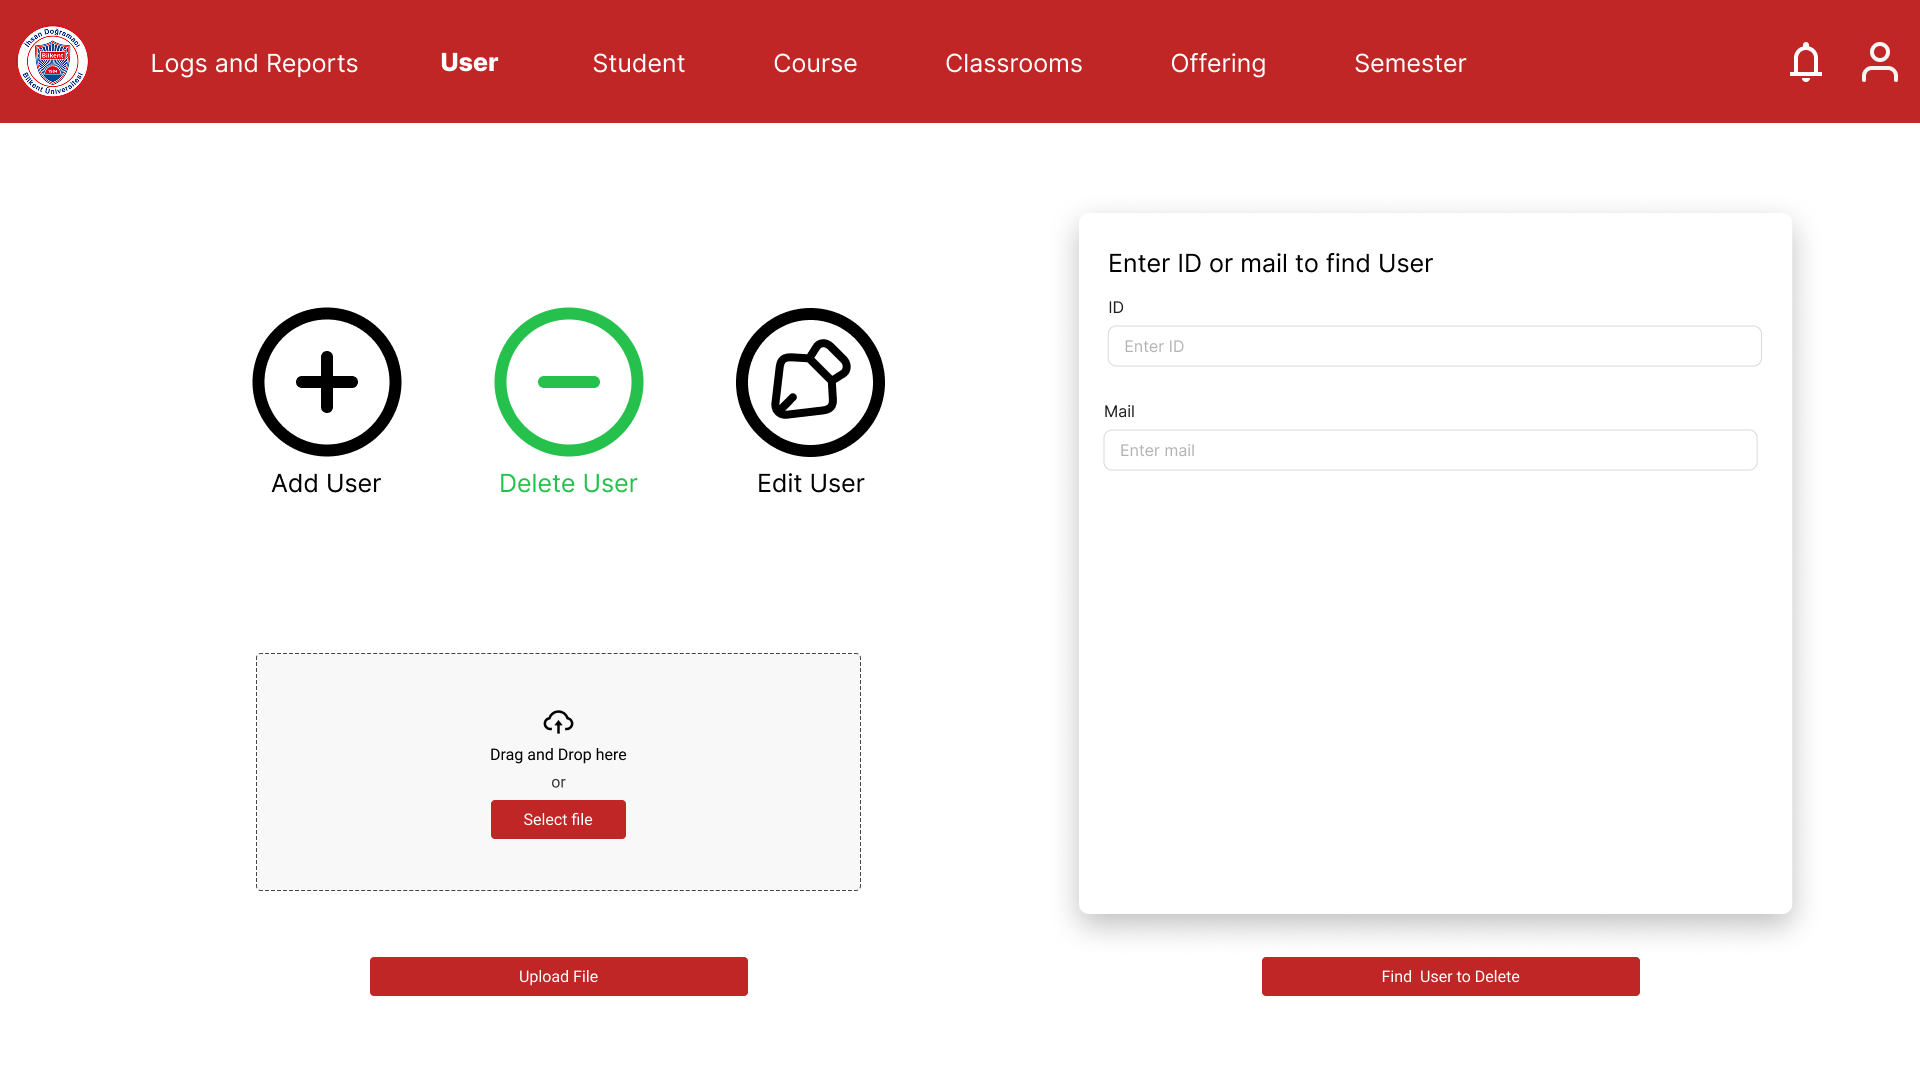 İhsan Doğramacı
Bilkent
1984
Bilkent Üniversitesi
Logs and Reports
User
Student
Course
Classrooms
Offering
Semester
Add User
Delete User
Edit User
Drag and Drop here
or
Select file
Upload File
Enter ID or mail to find User
ID
Enter ID
Mail
Enter mail
Find  User to Delete